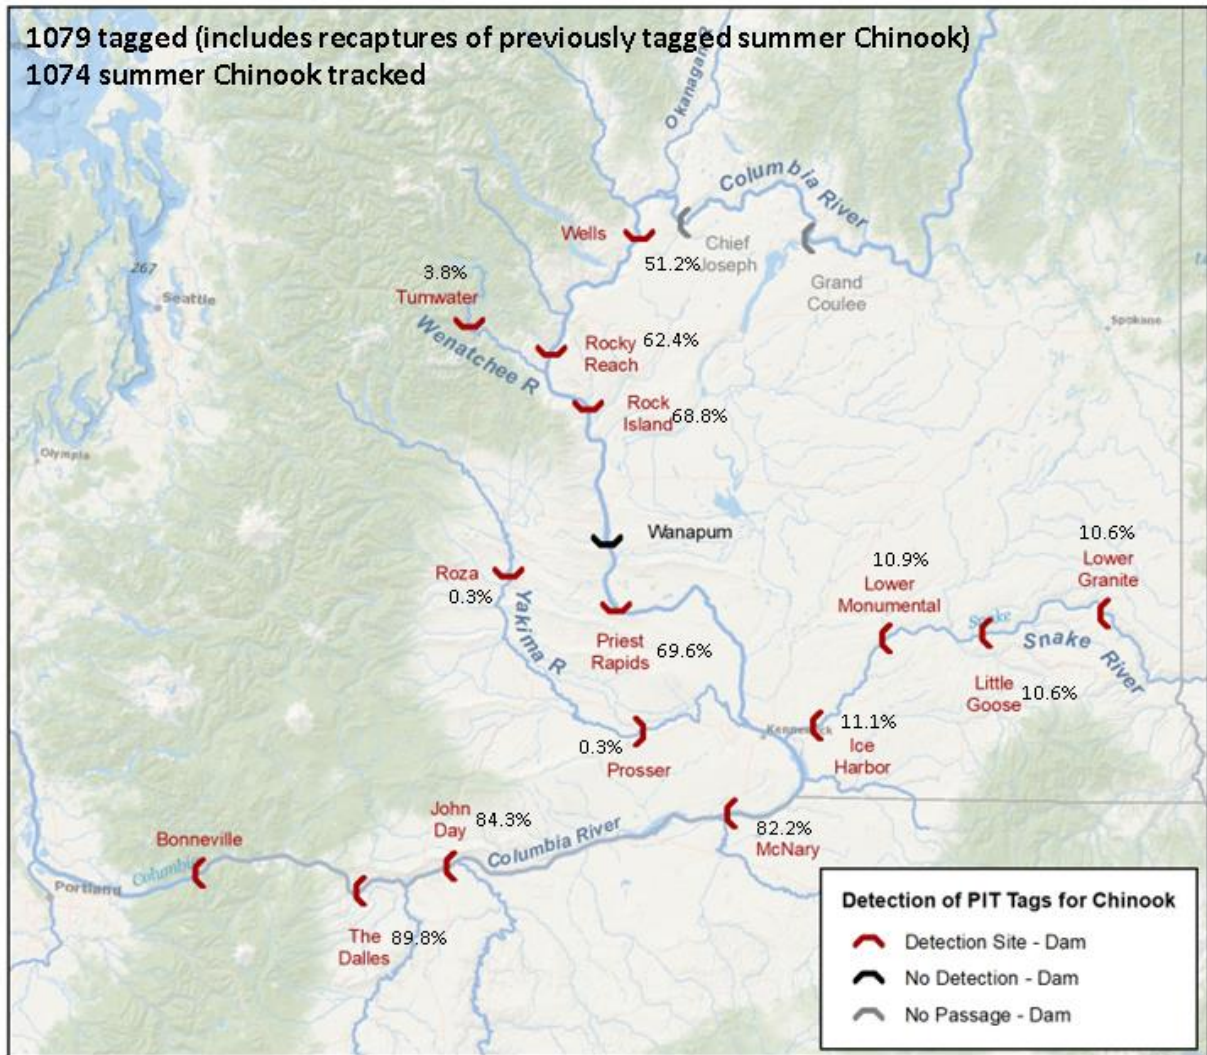 1079 tagged (includes recaptures of previously tagged summer Chinook)
1074 summer Chinook tracked
Okanagan R
Columbia River
Wells
Chief
Joseph
51.2%
Grand
Coulee
3.8%
Tumwater
267
Seattle
Spokane
Wenatchee R
Rocky
Reach
62.4%
Rock
Island
68.8%
Olympia
Wanapum
Roza
0.3%
Yakima R
Priest
Rapids
69.6%
10.9%
Lower
Monumental
10.6%
Lower
Granite
Snake
Snake River
Little
Goose
10.6%
Kennewick
11.1%
Ice
Harbor
0.3%
Prosser
John
Day
84.3%
Columbia River
82.2%
McNary
Bonneville
Columbia
Portland
The
Dalles
89.8%
Detection of PIT Tags for Chinook
Detection Site - Dam
No Detection - Dam
No Passage - Dam